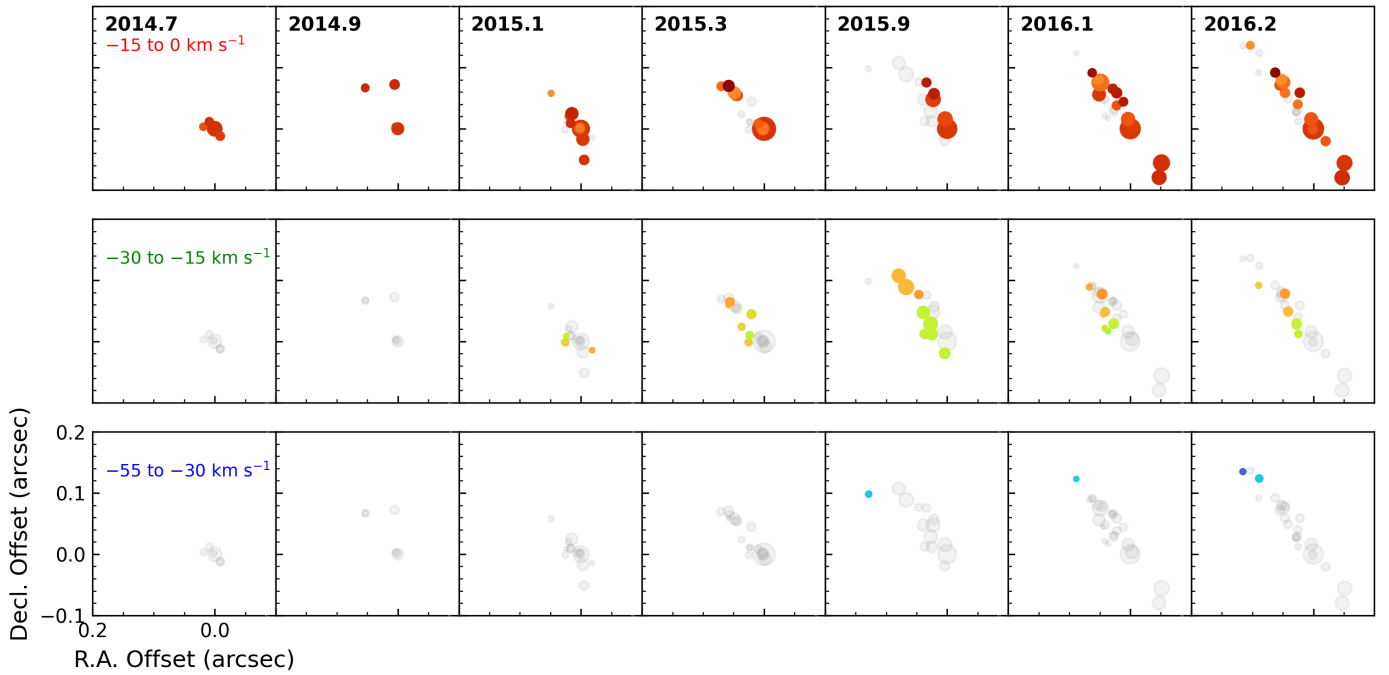 2014.7 2014.9 2015.1 2015.3 2015.9 2016.1 2016.2
−15 to 0 km s⁻¹
−30 to −15 km s⁻¹
−55 to −30 km s⁻¹
Decl. Offset (arcsec)
0.2
0.1
0.0
−0.1
0.2 0.0
R.A. Offset (arcsec)